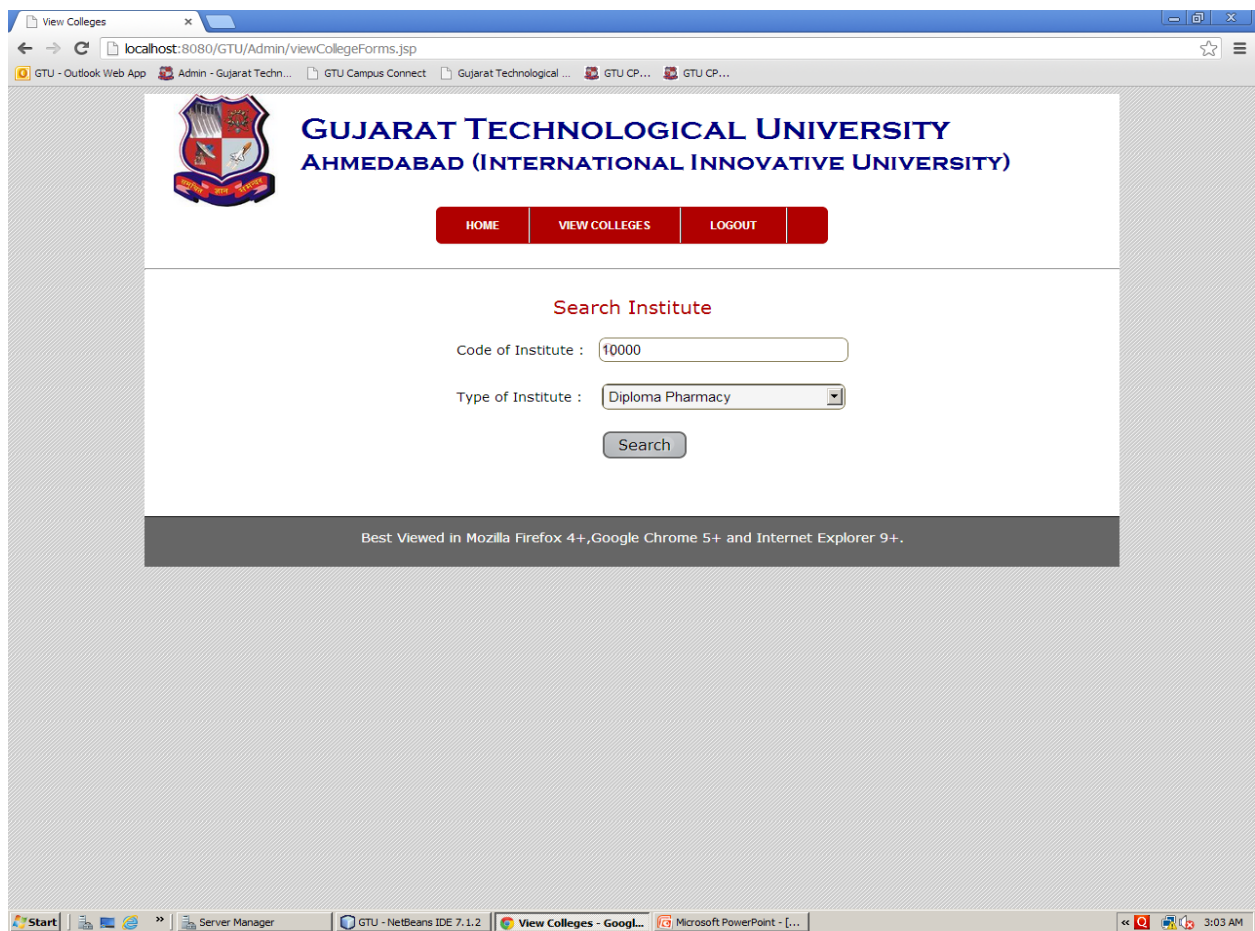 View Colleges
localhost:8080/GTU/Admin/viewCollegeForms.jsp
GTU - Outlook Web App Admin - Gujarat Techn... GTU Campus Connect Gujarat Technological ... GTU CP... GTU CP...
GUJARAT TECHNOLOGICAL UNIVERSITY
AHMEDABAD (INTERNATIONAL INNOVATIVE UNIVERSITY)
HOME VIEW COLLEGES LOGOUT
Search Institute
Code of Institute : 10000
Type of Institute : Diploma Pharmacy
Search
Best Viewed in Mozilla Firefox 4+,Google Chrome 5+ and Internet Explorer 9+.
Start Server Manager GTU - NetBeans IDE 7.1.2 View Colleges - Googl... Microsoft PowerPoint - [... 3:03 AM